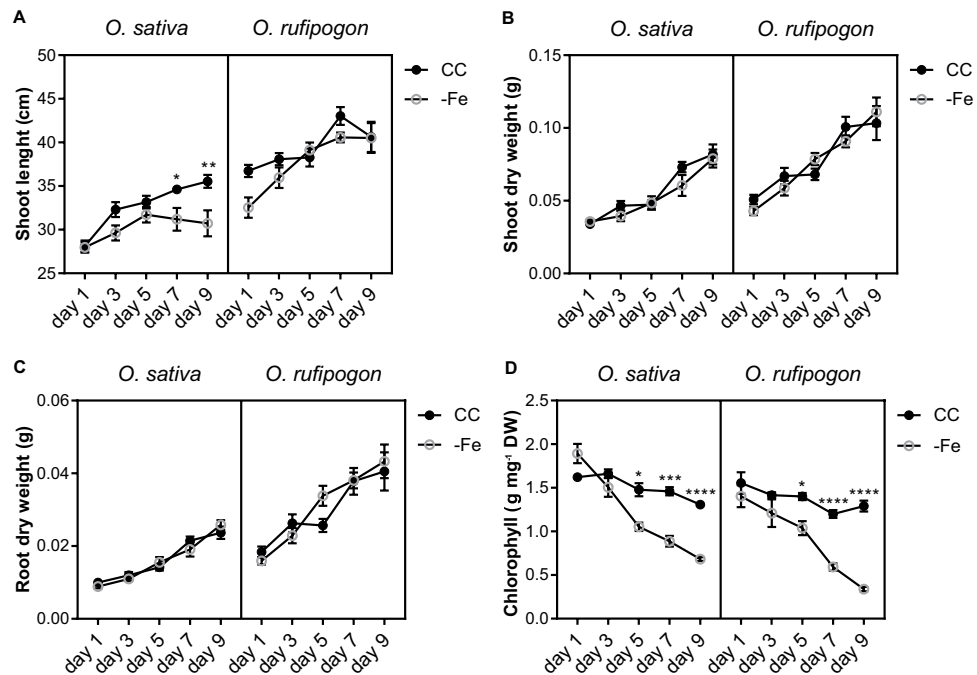 A
O. sativa
O. rufipogon
Shoot lenght (cm)
50
45
40
35
30
25
*
**
CC
-Fe
day 1
day 3
day 5
day 7
day 9
day 1
day 3
day 5
day 7
day 9
B
O. sativa
O. rufipogon
Shoot dry weight (g)
0.15
0.10
0.05
0.00
CC
-Fe
day 1
day 3
day 5
day 7
day 9
day 1
day 3
day 5
day 7
day 9
C
O. sativa
O. rufipogon
Root dry weight (g)
0.06
0.04
0.02
0.00
CC
-Fe
day 1
day 3
day 5
day 7
day 9
day 1
day 3
day 5
day 7
day 9
D
O. sativa
O. rufipogon
Chlorophyll (g mg⁻¹ DW)
2.5
2.0
1.5
1.0
0.5
0.0
*
***
****
*
****
****
CC
-Fe
day 1
day 3
day 5
day 7
day 9
day 1
day 3
day 5
day 7
day 9